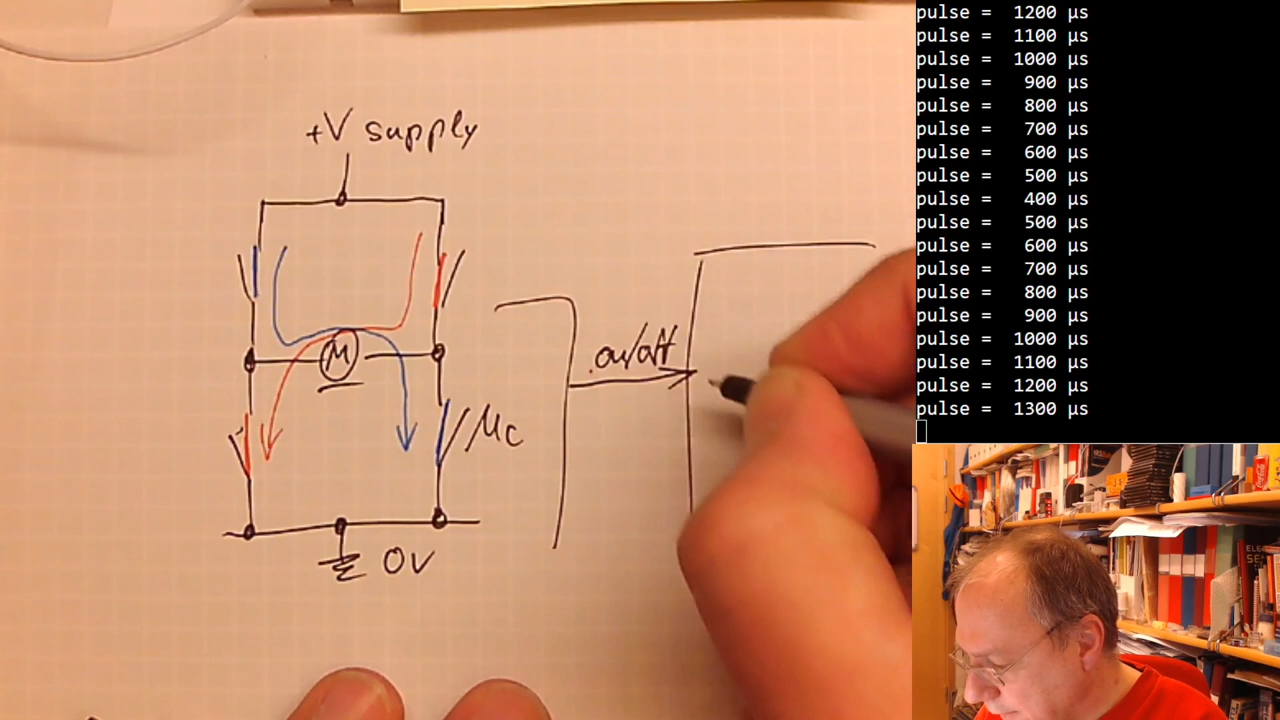 +V supply
M
on/off
μc
0V
pulse = 1200 µs
pulse = 1100 µs
pulse = 1000 µs
pulse = 900 µs
pulse = 800 µs
pulse = 700 µs
pulse = 600 µs
pulse = 500 µs
pulse = 400 µs
pulse = 500 µs
pulse = 600 µs
pulse = 700 µs
pulse = 800 µs
pulse = 900 µs
pulse = 1000 µs
pulse = 1100 µs
pulse = 1200 µs
pulse = 1300 µs